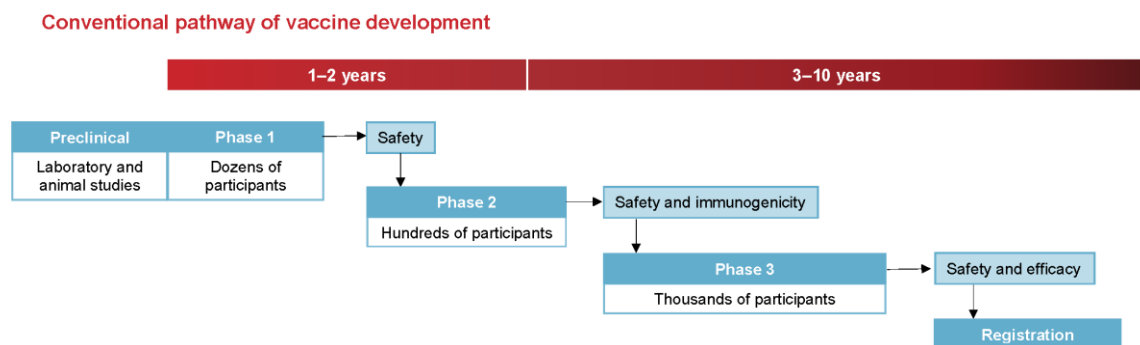 Conventional pathway of vaccine development
1–2 years
3–10 years
Preclinical
Laboratory and
animal studies
Phase 1
Dozens of
participants
Safety
Phase 2
Hundreds of participants
Safety and immunogenicity
Phase 3
Thousands of participants
Safety and efficacy
Registration